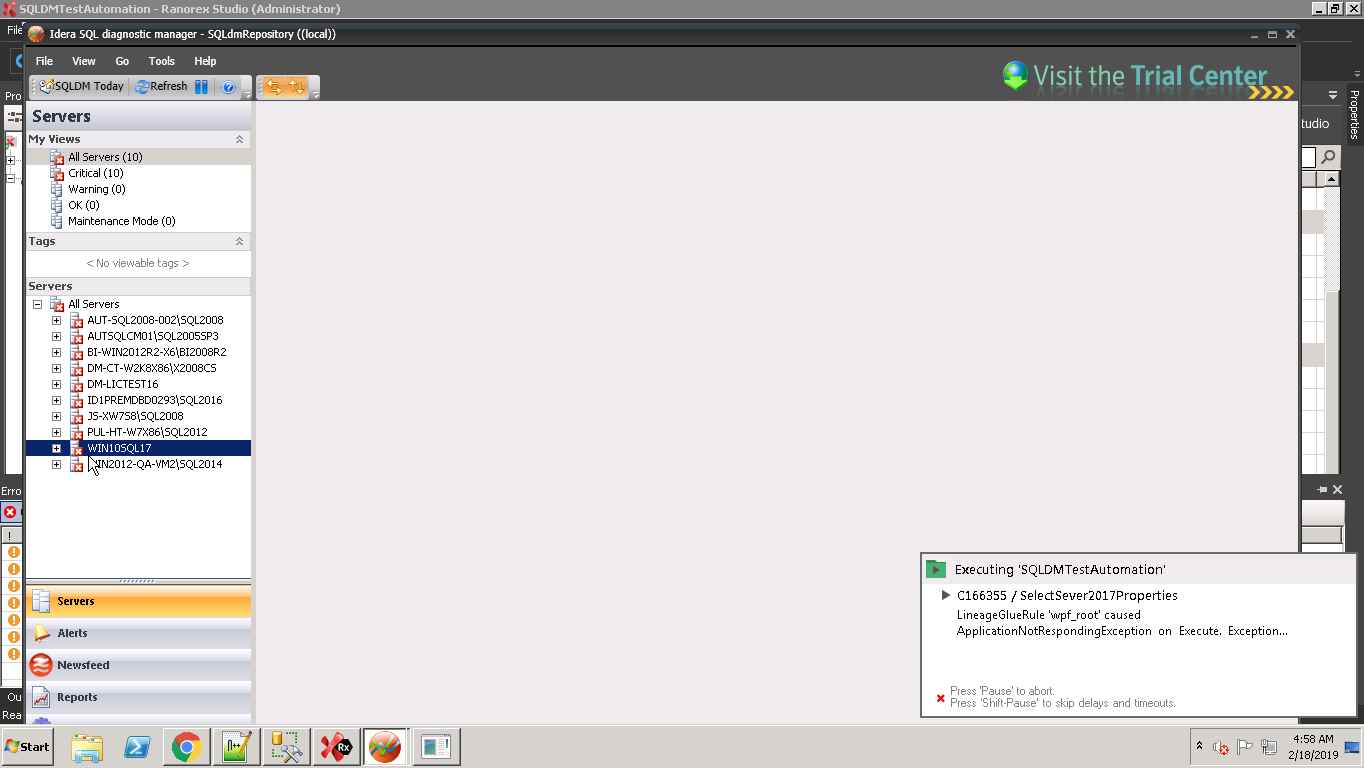 SQLDMTestAutomation - Ranorex Studio (Administrator)
File
Idera SQL diagnostic manager - SQLdmRepository ((local))
File View Go Tools Help
SQLDM Today Refresh
Visit the Trial Center
Pro
Properties
Servers
My Views
All Servers (10)
Critical (10)
Warning (0)
OK (0)
Maintenance Mode (0)
tudio
Tags
< No viewable tags >
Servers
All Servers
AUT-SQL2008-002\SQL2008
AUTSQLCM01\SQL2005SP3
BI-WIN2012R2-X6\BI2008R2
DM-CT-W2K8X86\X2008CS
DM-LICTEST16
ID1PREMDBD0293\SQL2016
JS-XW7S8\SQL2008
PUL-HT-W7X86\SQL2012
WIN10SQL17
WIN2012-QA-VM2\SQL2014
Erro
!
Servers
Alerts
Newsfeed
Reports
Ou
Rea
Executing 'SQLDMTestAutomation'
C166355 / SelectSever2017Properties
LineageGlueRule 'wpf_root' caused
ApplicationNotRespondingException on Execute. Exception...
Press 'Pause' to abort.
Press 'Shift-Pause' to skip delays and timeouts.
Start
Rx
4:58 AM
2/18/2019